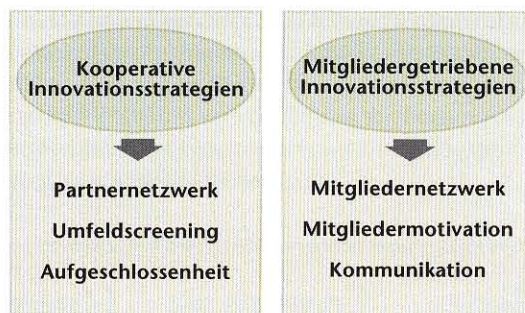 Kooperative
Innovationsstrategien
Partnernetzwerk
Umfeldscreening
Aufgeschlossenheit
Mitgliedergetriebene
Innovationsstrategien
Mitgliedernetzwerk
Mitgliedermotivation
Kommunikation